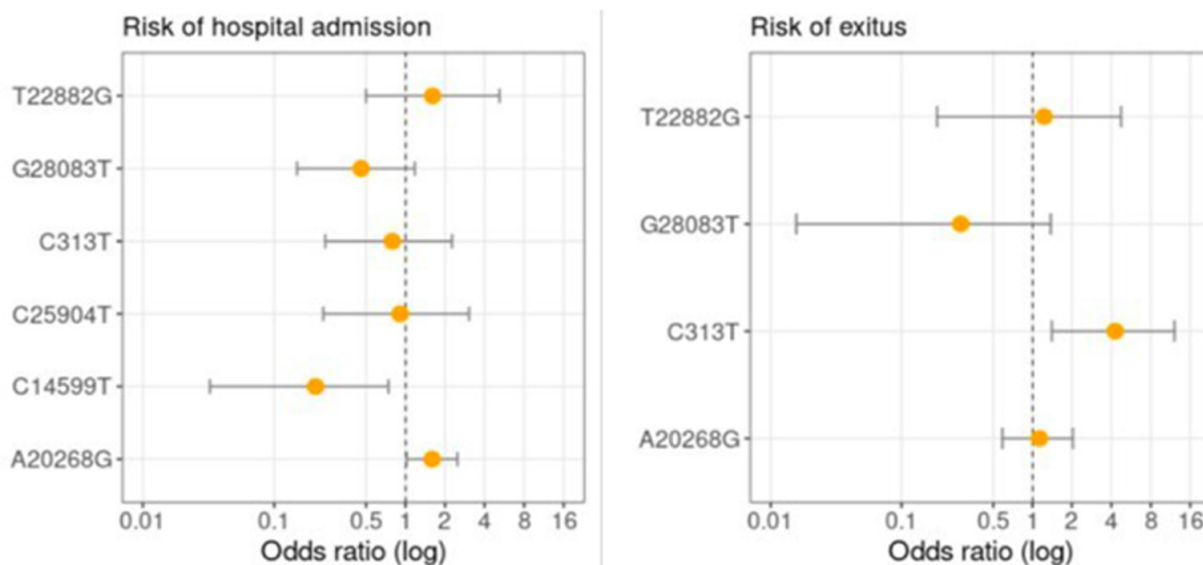 Risk of hospital admission
T22882G
G28083T
C313T
C25904T
C14599T
A20268G
0.01 0.1 0.5 1 2 4 8 16
Odds ratio (log)
Risk of exitus
T22882G
G28083T
C313T
A20268G
0.01 0.1 0.5 1 2 4 8 16
Odds ratio (log)